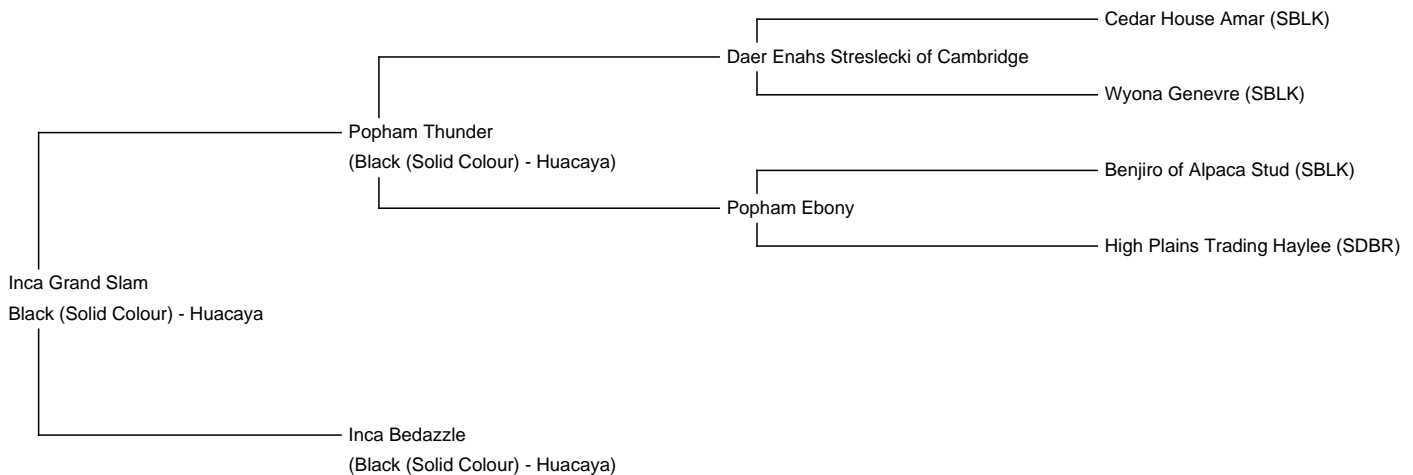 Cedar House Amar (SBLK)
Daer Enahs Streslecki of Cambridge
Wyona Genevre (SBLK)
Popham Thunder
(Black (Solid Colour) - Huacaya)
Benjiro of Alpaca Stud (SBLK)
Popham Ebony
High Plains Trading Haylee (SDBR)
Inca Grand Slam
Black (Solid Colour) - Huacaya
Inca Bedazzle
(Black (Solid Colour) - Huacaya)